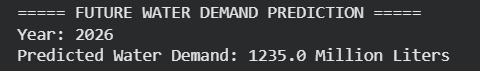 ===== FUTURE WATER DEMAND PREDICTION =====
Year: 2026
Predicted Water Demand: 1235.0 Million Liters